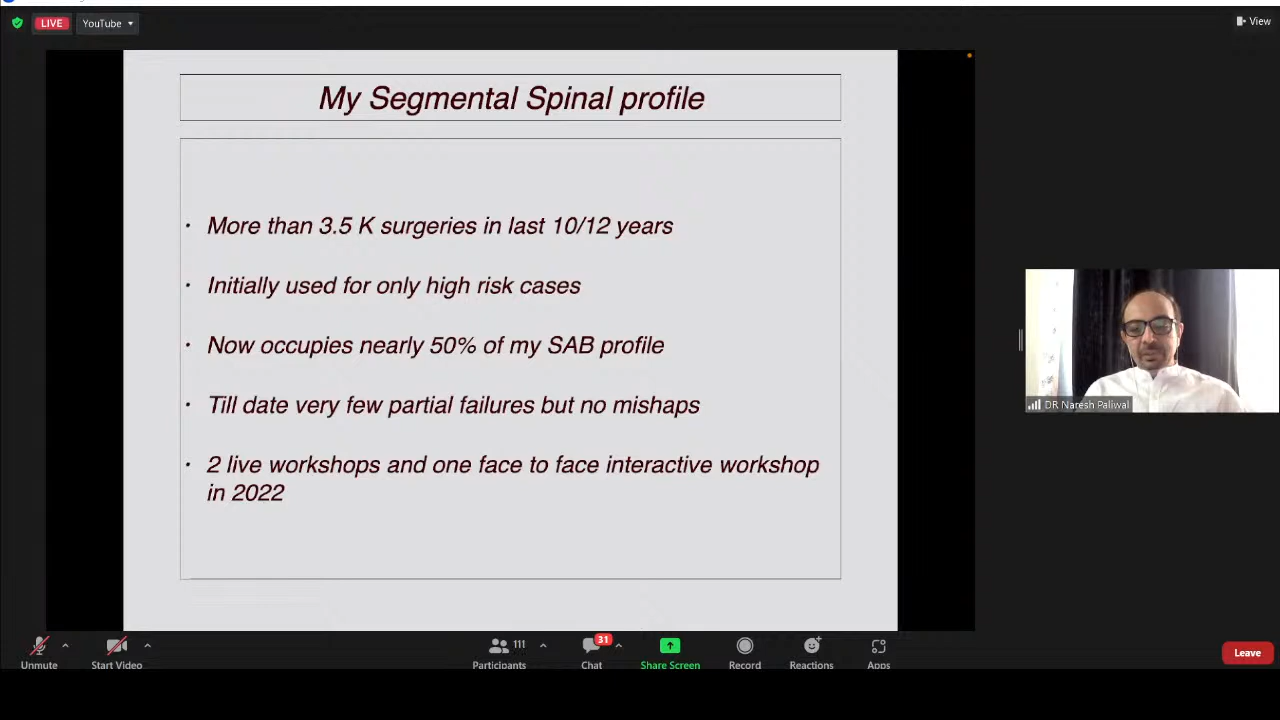 LIVE
YouTube
View
My Segmental Spinal profile
• More than 3.5 K surgeries in last 10/12 years
• Initially used for only high risk cases
• Now occupies nearly 50% of my SAB profile
• Till date very few partial failures but no mishaps
• 2 live workshops and one face to face interactive workshop
in 2022
DR Naresh Paliwal
111
31
Unmute
Start Video
Participants
Chat
Share Screen
Record
Reactions
Apps
Leave